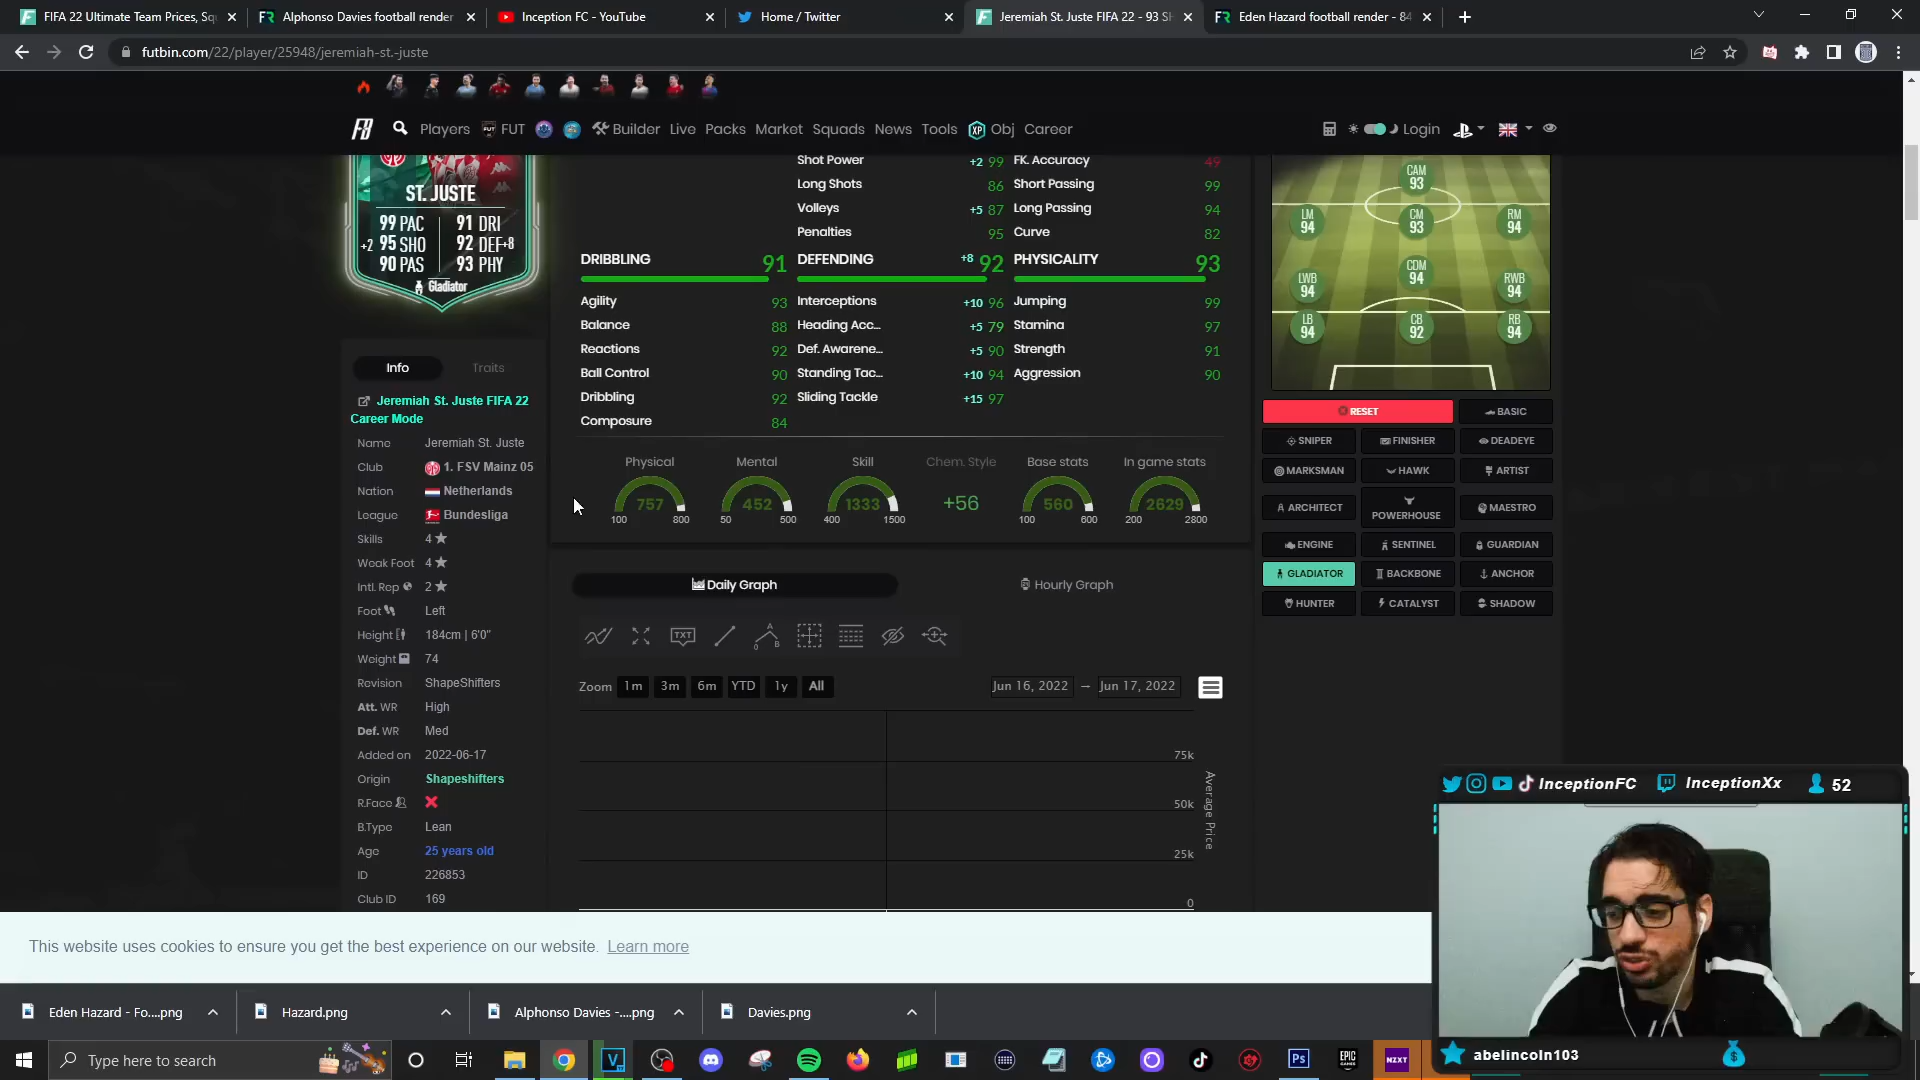 FIFA 22 Ultimate Team Prices, Sq
Alphonso Davies football render
Inception FC - YouTube
Home / Twitter
Jeremiah St. Juste FIFA 22 - 93 Sh
Eden Hazard football render - 84
futbin.com/22/player/25948/jeremiah-st.-juste
Players FUT Builder Live Packs Market Squads News Tools XP Obj Career Login
ST. JUSTE
99 PAC 91 DRI
+2 95 SHO 92 DEF+8
90 PAS 93 PHY
Gladiator
Shot Power +2 99
Long Shots 86
Volleys +5 87
Penalties 95
FK. Accuracy 49
Short Passing 99
Long Passing 94
Curve 82
DRIBBLING 91
Agility 93
Balance 88
Reactions 92
Ball Control 90
Dribbling 92
Composure 84
DEFENDING +8 92
Interceptions +10 96
Heading Acc... +5 79
Def. Awarene... +5 90
Standing Tac... +10 94
Sliding Tackle +15 97
PHYSICALITY 93
Jumping 99
Stamina 97
Strength 91
Aggression 90
Physical 757 100 800
Mental 452 50 500
Skill 1333 400 1500
Chem. Style +56
Base stats 560 100 600
In game stats 2629 200 2800
CAM 93
LM 94
CM 93
RM 94
LWB 94
CDM 94
RWB 94
LB 94
CB 92
RB 94
RESET BASIC
SNIPER FINISHER DEADEYE
MARKSMAN HAWK ARTIST
ARCHITECT POWERHOUSE MAESTRO
ENGINE SENTINEL GUARDIAN
GLADIATOR BACKBONE ANCHOR
HUNTER CATALYST SHADOW
Info Traits
Jeremiah St. Juste FIFA 22
Career Mode
Name Jeremiah St. Juste
Club 1. FSV Mainz 05
Nation Netherlands
League Bundesliga
Skills 4
Weak Foot 4
Intl. Rep 2
Foot Left
Height 184cm | 6'0"
Weight 74
Revision ShapeShifters
Att. WR High
Def. WR Med
Added on 2022-06-17
Origin Shapeshifters
R.Face
B.Type Lean
Age 25 years old
ID 226853
Club ID 169
Daily Graph Hourly Graph
TXT
Zoom 1m 3m 6m YTD 1y All
Jun 16, 2022 → Jun 17, 2022
75k
50k
25k
0
Average Price
This website uses cookies to ensure you get the best experience on our website. Learn more
InceptionFC InceptionXx 52
abelincoln103
Eden Hazard - Fo....png
Hazard.png
Alphonso Davies -....png
Davies.png
Type here to search
Ps
EPIC GAMES
NZXT